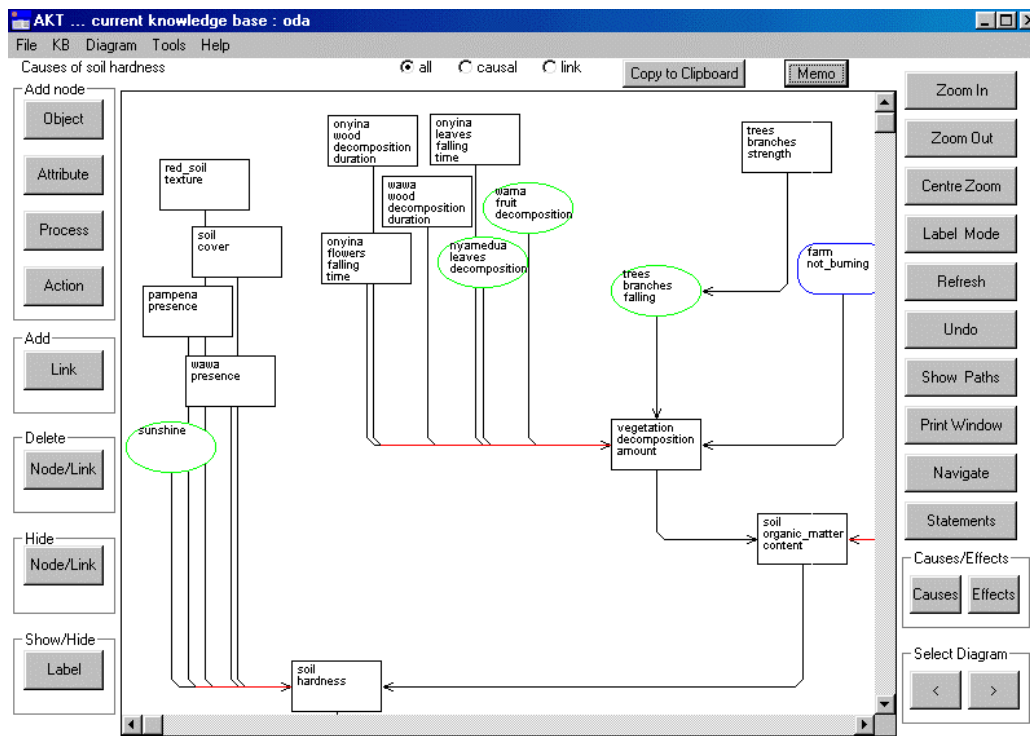 AKT ... current knowledge base : oda
File KB Diagram Tools Help
Causes of soil hardness
all causal link
Copy to Clipboard
Memo
Add node
Object
Attribute
Process
Action
Add
Link
Delete
Node/Link
Hide
Node/Link
Show/Hide
Label
red_soil
texture
soil
cover
pampena
presence
wawa
presence
sunshine
onyina
wood
decomposition
duration
onyina
leaves
falling
time
wawa
wood
decomposition
duration
wama
fruit
decomposition
onyina
flowers
falling
time
nyamedua
leaves
decomposition
trees
branches
strength
trees
branches
falling
farm
not_burning
vegetation
decomposition
amount
soil
organic_matter
content
soil
hardness
Zoom In
Zoom Out
Centre Zoom
Label Mode
Refresh
Undo
Show Paths
Print Window
Navigate
Statements
Causes/Effects
Causes Effects
Select Diagram
< >